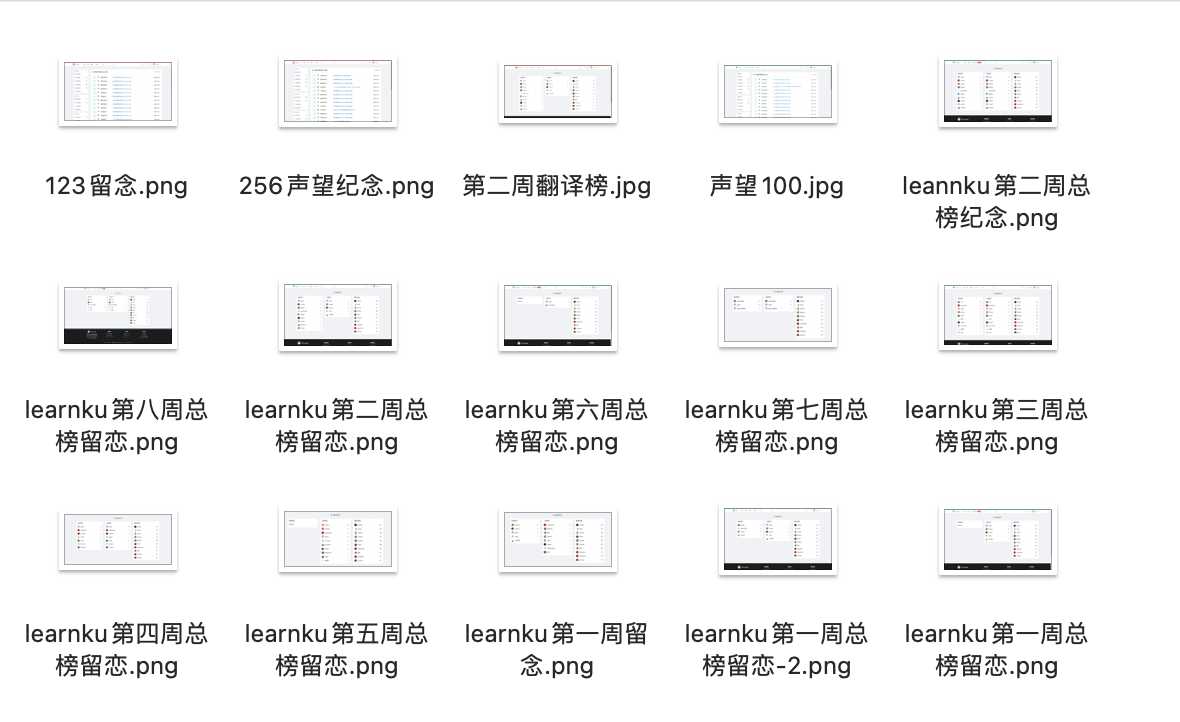 123留念.png
256声望纪念.png
第二周翻译榜.jpg
声望100.jpg
leannku第二周总
榜纪念.png
learnku第八周总
榜留恋.png
learnku第二周总
榜留恋.png
learnku第六周总
榜留恋.png
learnku第七周总
榜留恋.png
learnku第三周总
榜留恋.png
learnku第四周总
榜留恋.png
learnku第五周总
榜留恋.png
learnku第一周留
念.png
learnku第一周总
榜留恋-2.png
learnku第一周总
榜留恋.png